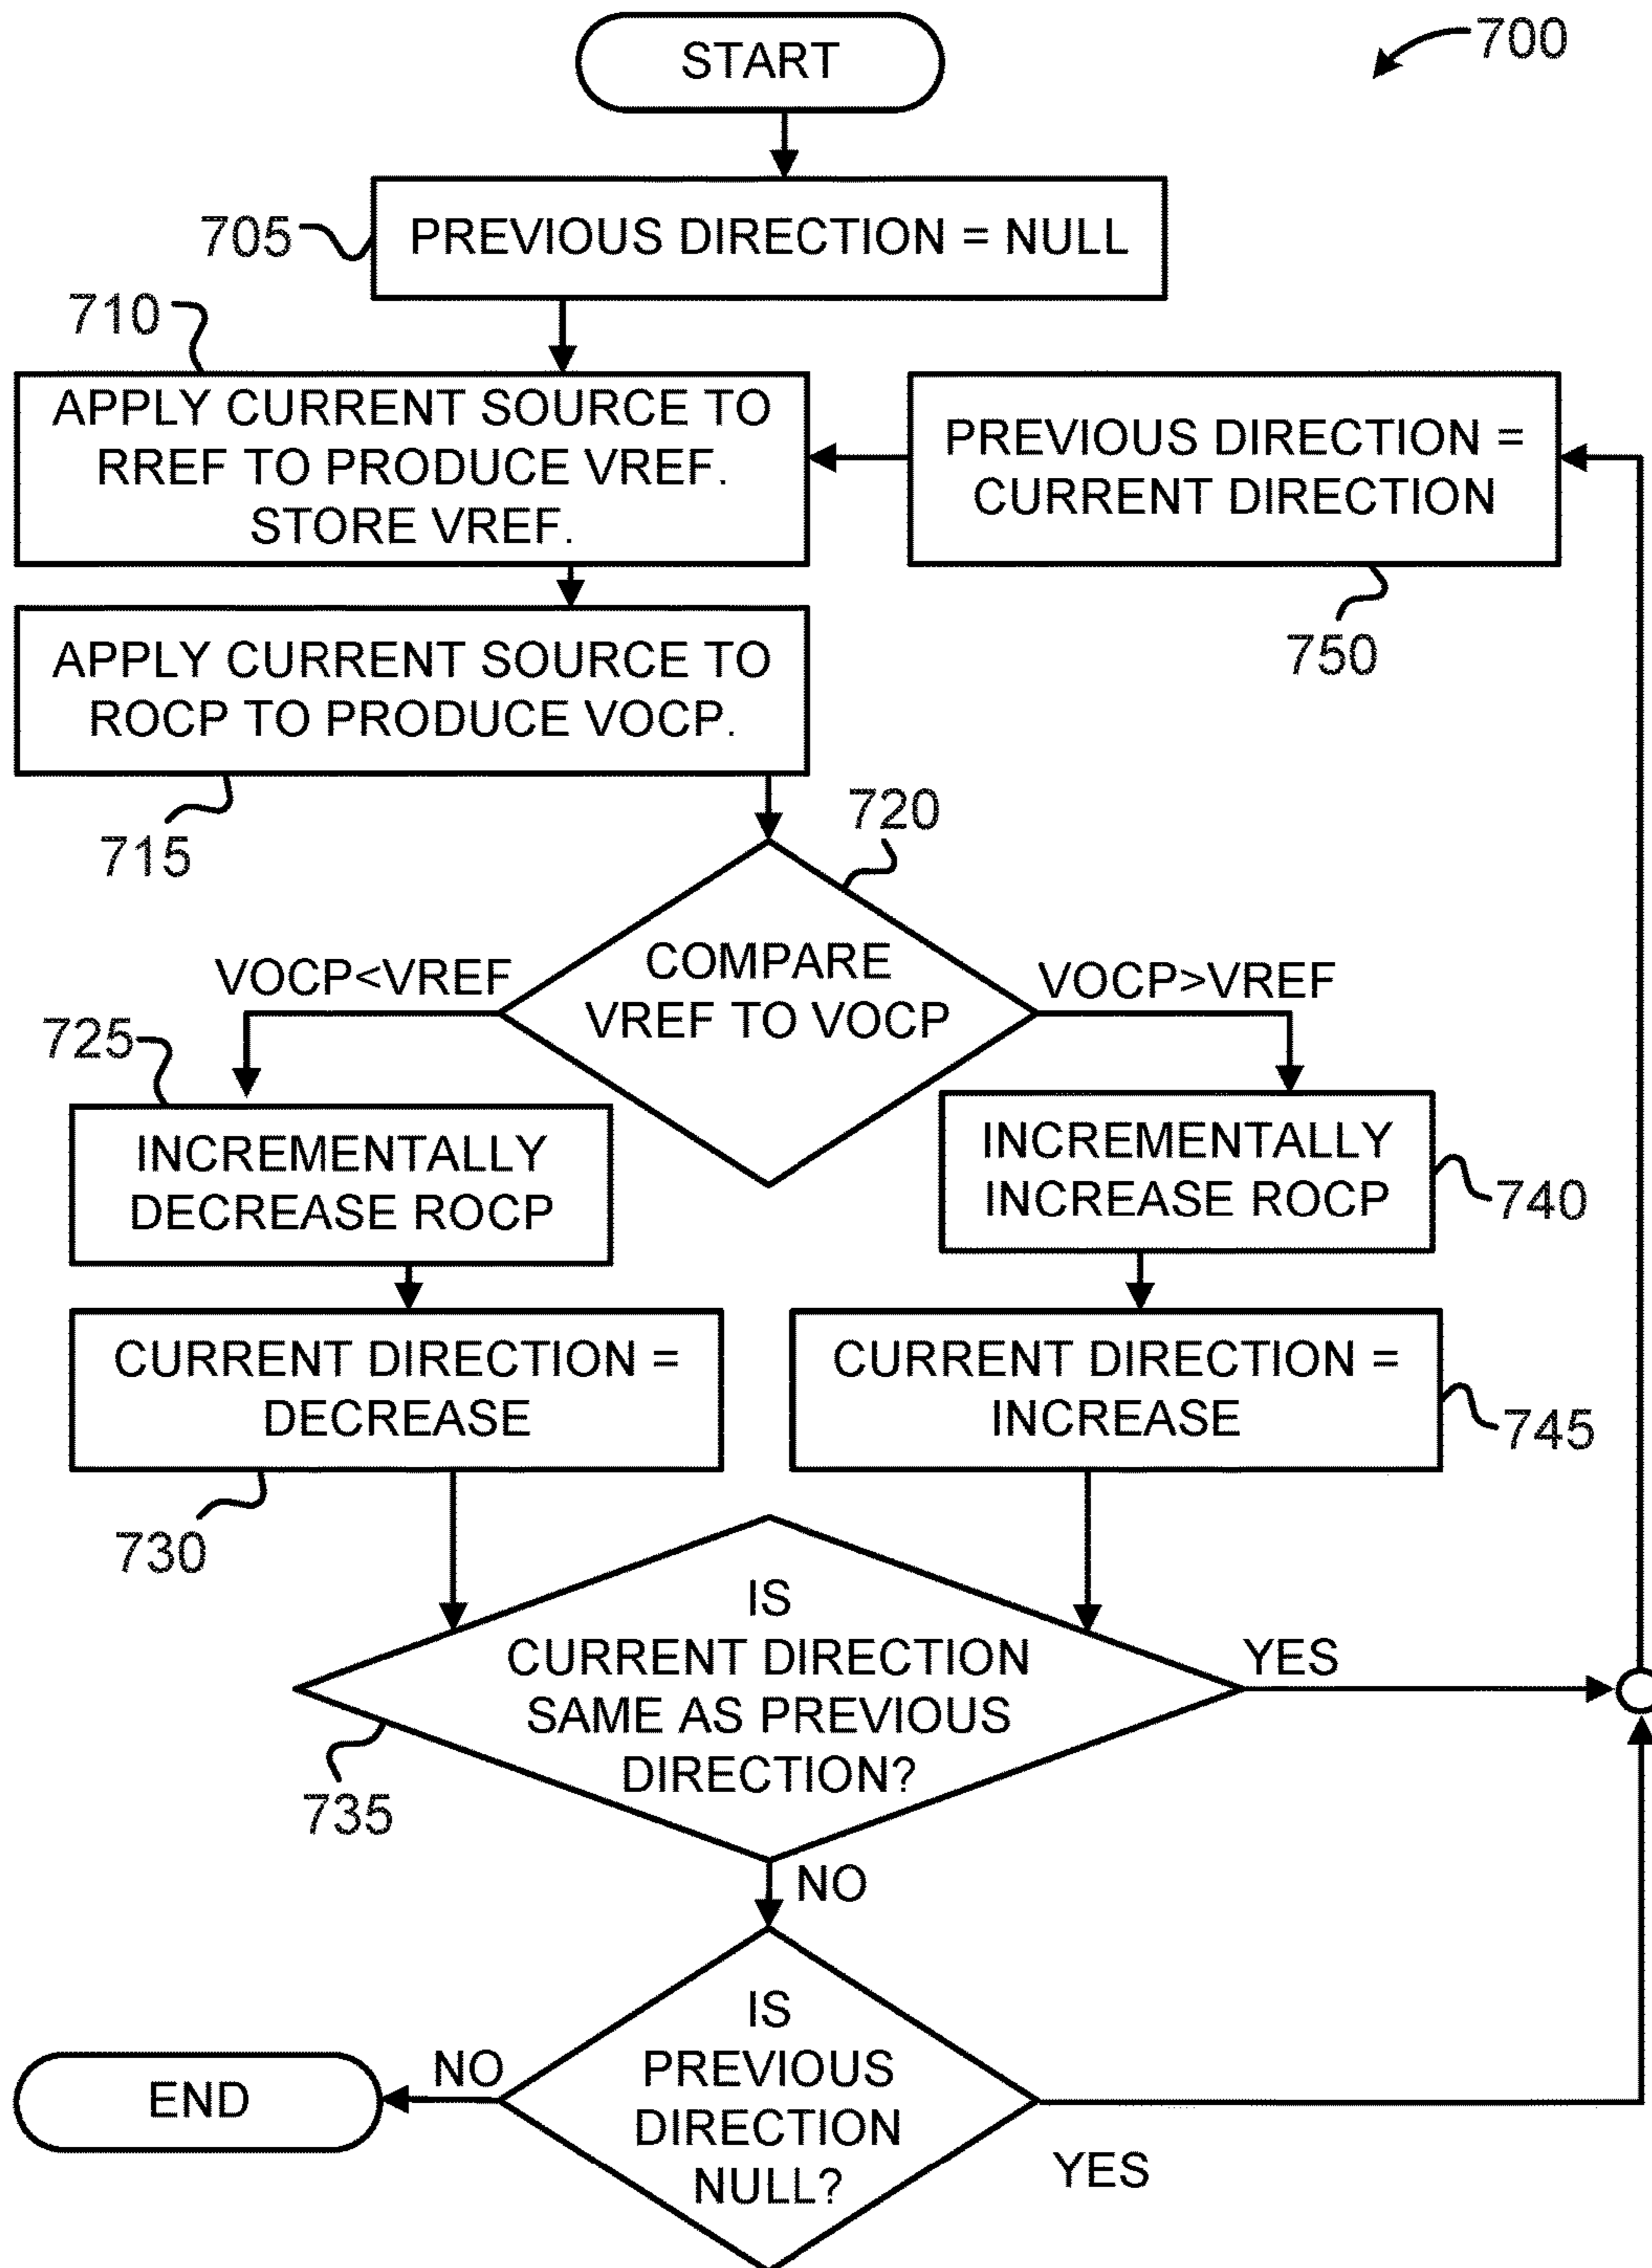 START
700
705
PREVIOUS DIRECTION = NULL
710
APPLY CURRENT SOURCE TO
RREF TO PRODUCE VREF.
STORE VREF.
PREVIOUS DIRECTION =
CURRENT DIRECTION
750
APPLY CURRENT SOURCE TO
ROCP TO PRODUCE VOCP.
715
720
COMPARE
VREF TO VOCP
VOCP<VREF
VOCP>VREF
725
INCREMENTALLY
DECREASE ROCP
INCREMENTALLY
INCREASE ROCP
740
CURRENT DIRECTION =
DECREASE
730
CURRENT DIRECTION =
INCREASE
745
IS
CURRENT DIRECTION
SAME AS PREVIOUS
DIRECTION?
YES
735
NO
IS
PREVIOUS
DIRECTION
NULL?
NO
END
YES